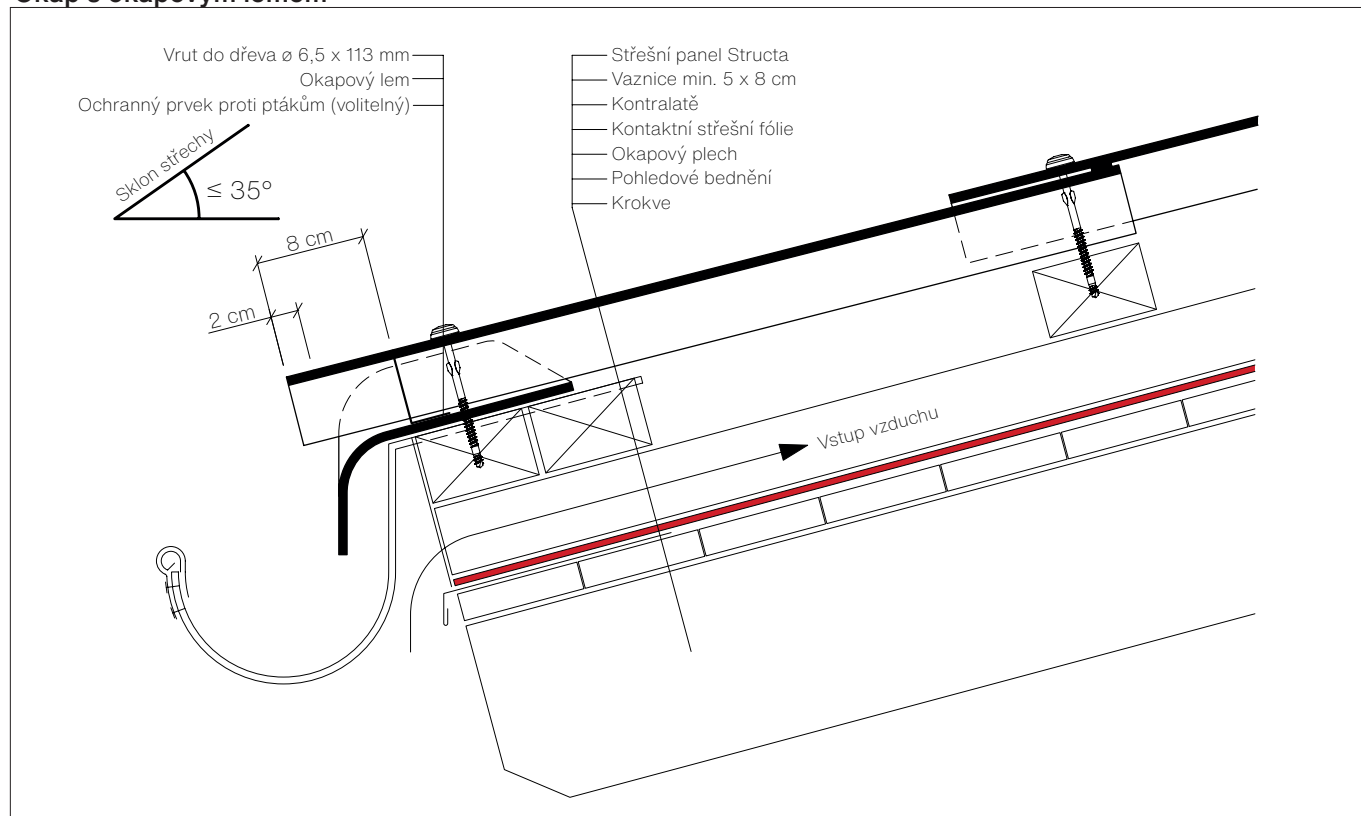 Okap s okapovým lemem
Vrut do dřeva ø 6,5 x 113 mm
Okapový lem
Ochranný prvek proti ptákům (volitelný)
Střešní panel Structa
Vaznice min. 5 x 8 cm
Kontralatě
Kontaktní střešní fólie
Okapový plech
Pohledové bednění
Krokve
Sklon střechy
≤ 35°
8 cm
2 cm
Vstup vzduchu